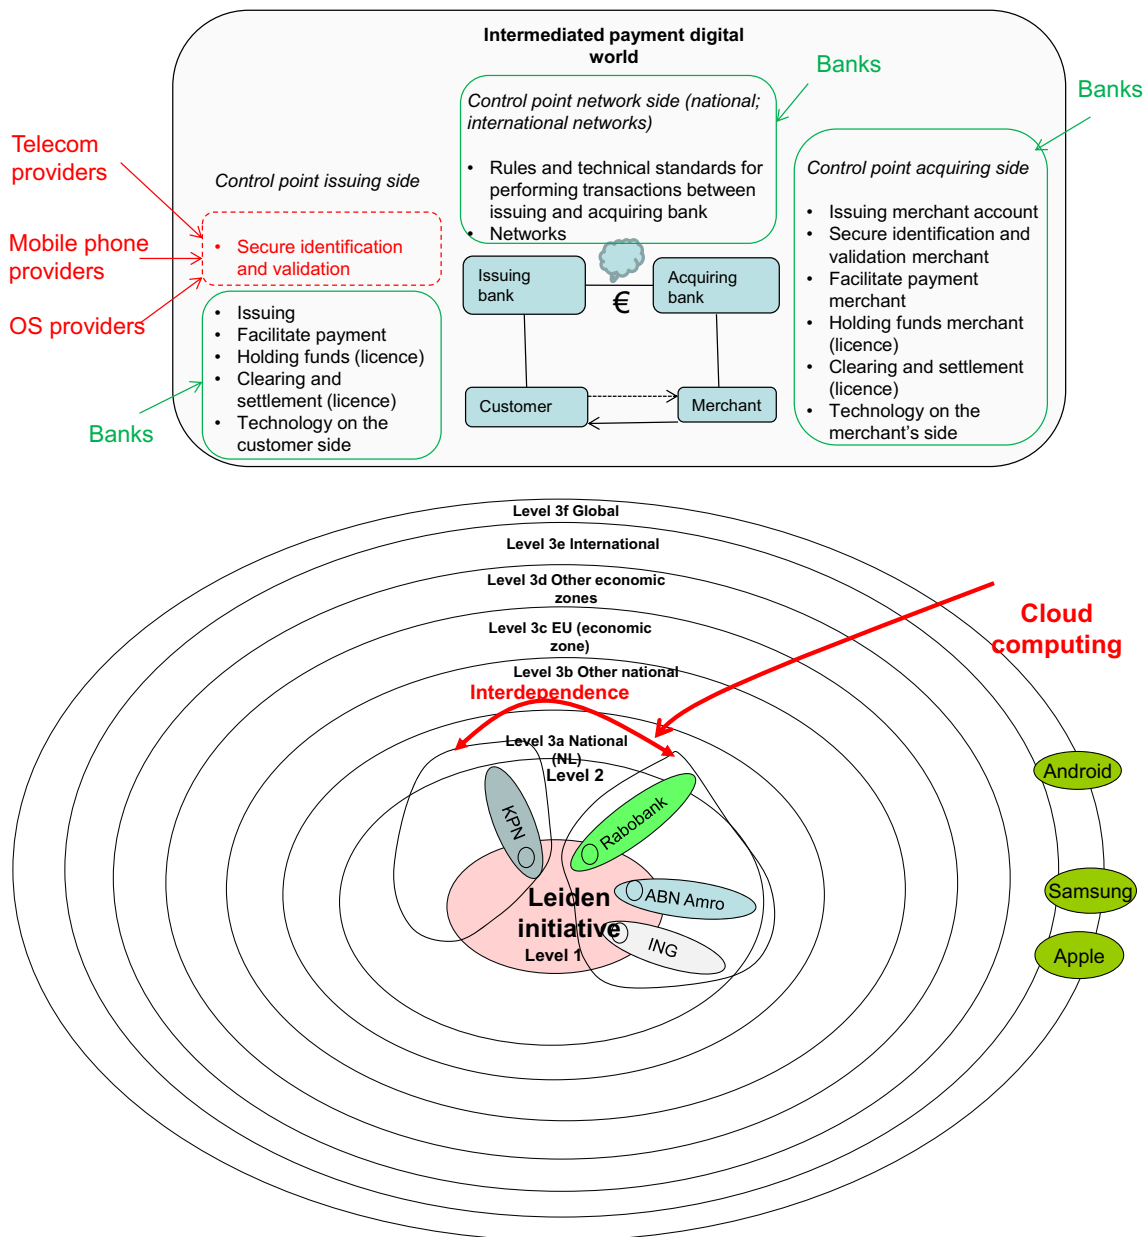 Intermediated payment digital
world
Banks
Banks
Control point network side (national;
international networks)
• Rules and technical standards for
performing transactions between
issuing and acquiring bank
• Networks
Telecom
providers
Mobile phone
providers
OS providers
Banks
Control point issuing side
• Secure identification
and validation
• Issuing
• Facilitate payment
• Holding funds (licence)
• Clearing and
settlement (licence)
• Technology on the
customer side
Issuing
bank
€
Acquiring
bank
Customer
Merchant
Control point acquiring side
• Issuing merchant account
• Secure identification and
validation merchant
• Facilitate payment
merchant
• Holding funds merchant
(licence)
• Clearing and settlement
(licence)
• Technology on the
merchant's side
Level 3f Global
Level 3e International
Level 3d Other economic
zones
Level 3c EU (economic
zone)
Level 3b Other national
Interdependence
Cloud
computing
Level 3a National
(NL)
Level 2
KPN
Rabobank
ABN Amro
ING
Leiden
initiative
Level 1
Android
Samsung
Apple